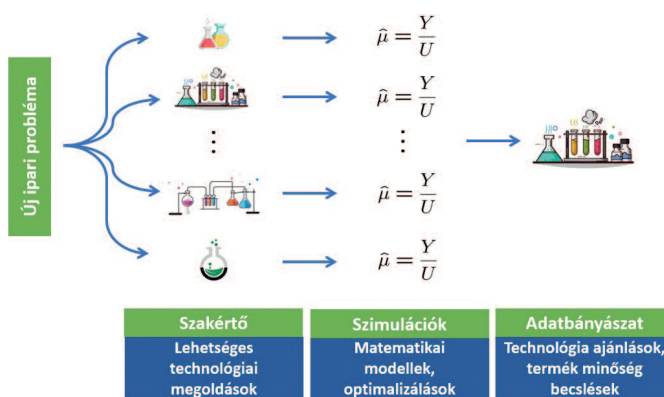 Új ipari probléma
μ̂ = Y/U
μ̂ = Y/U
⋮ ⋮
μ̂ = Y/U
μ̂ = Y/U
Szakértő
Lehetséges
technológiai
megoldások
Szimulációk
Matematikai
modellek,
optimalizálások
Adatbányászat
Technológia ajánlások,
termék minőség
becslések